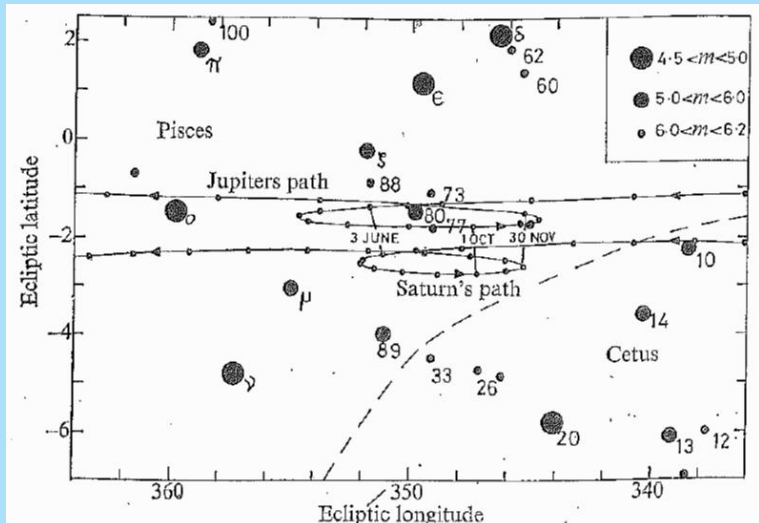 2
100
π
δ
62
60
ϵ
4·5<m<5·0
5·0<m<6·0
6·0<m<6·2
0
Pisces
ζ
88
73
Jupiters path
ο
80
77
-2
3 JUNE
1 OCT
30 NOV
10
Saturn's path
μ
-4
89
14
33
26
Cetus
ν
20
13
12
-6
360
350
340
Ecliptic longitude
Ecliptic latitude